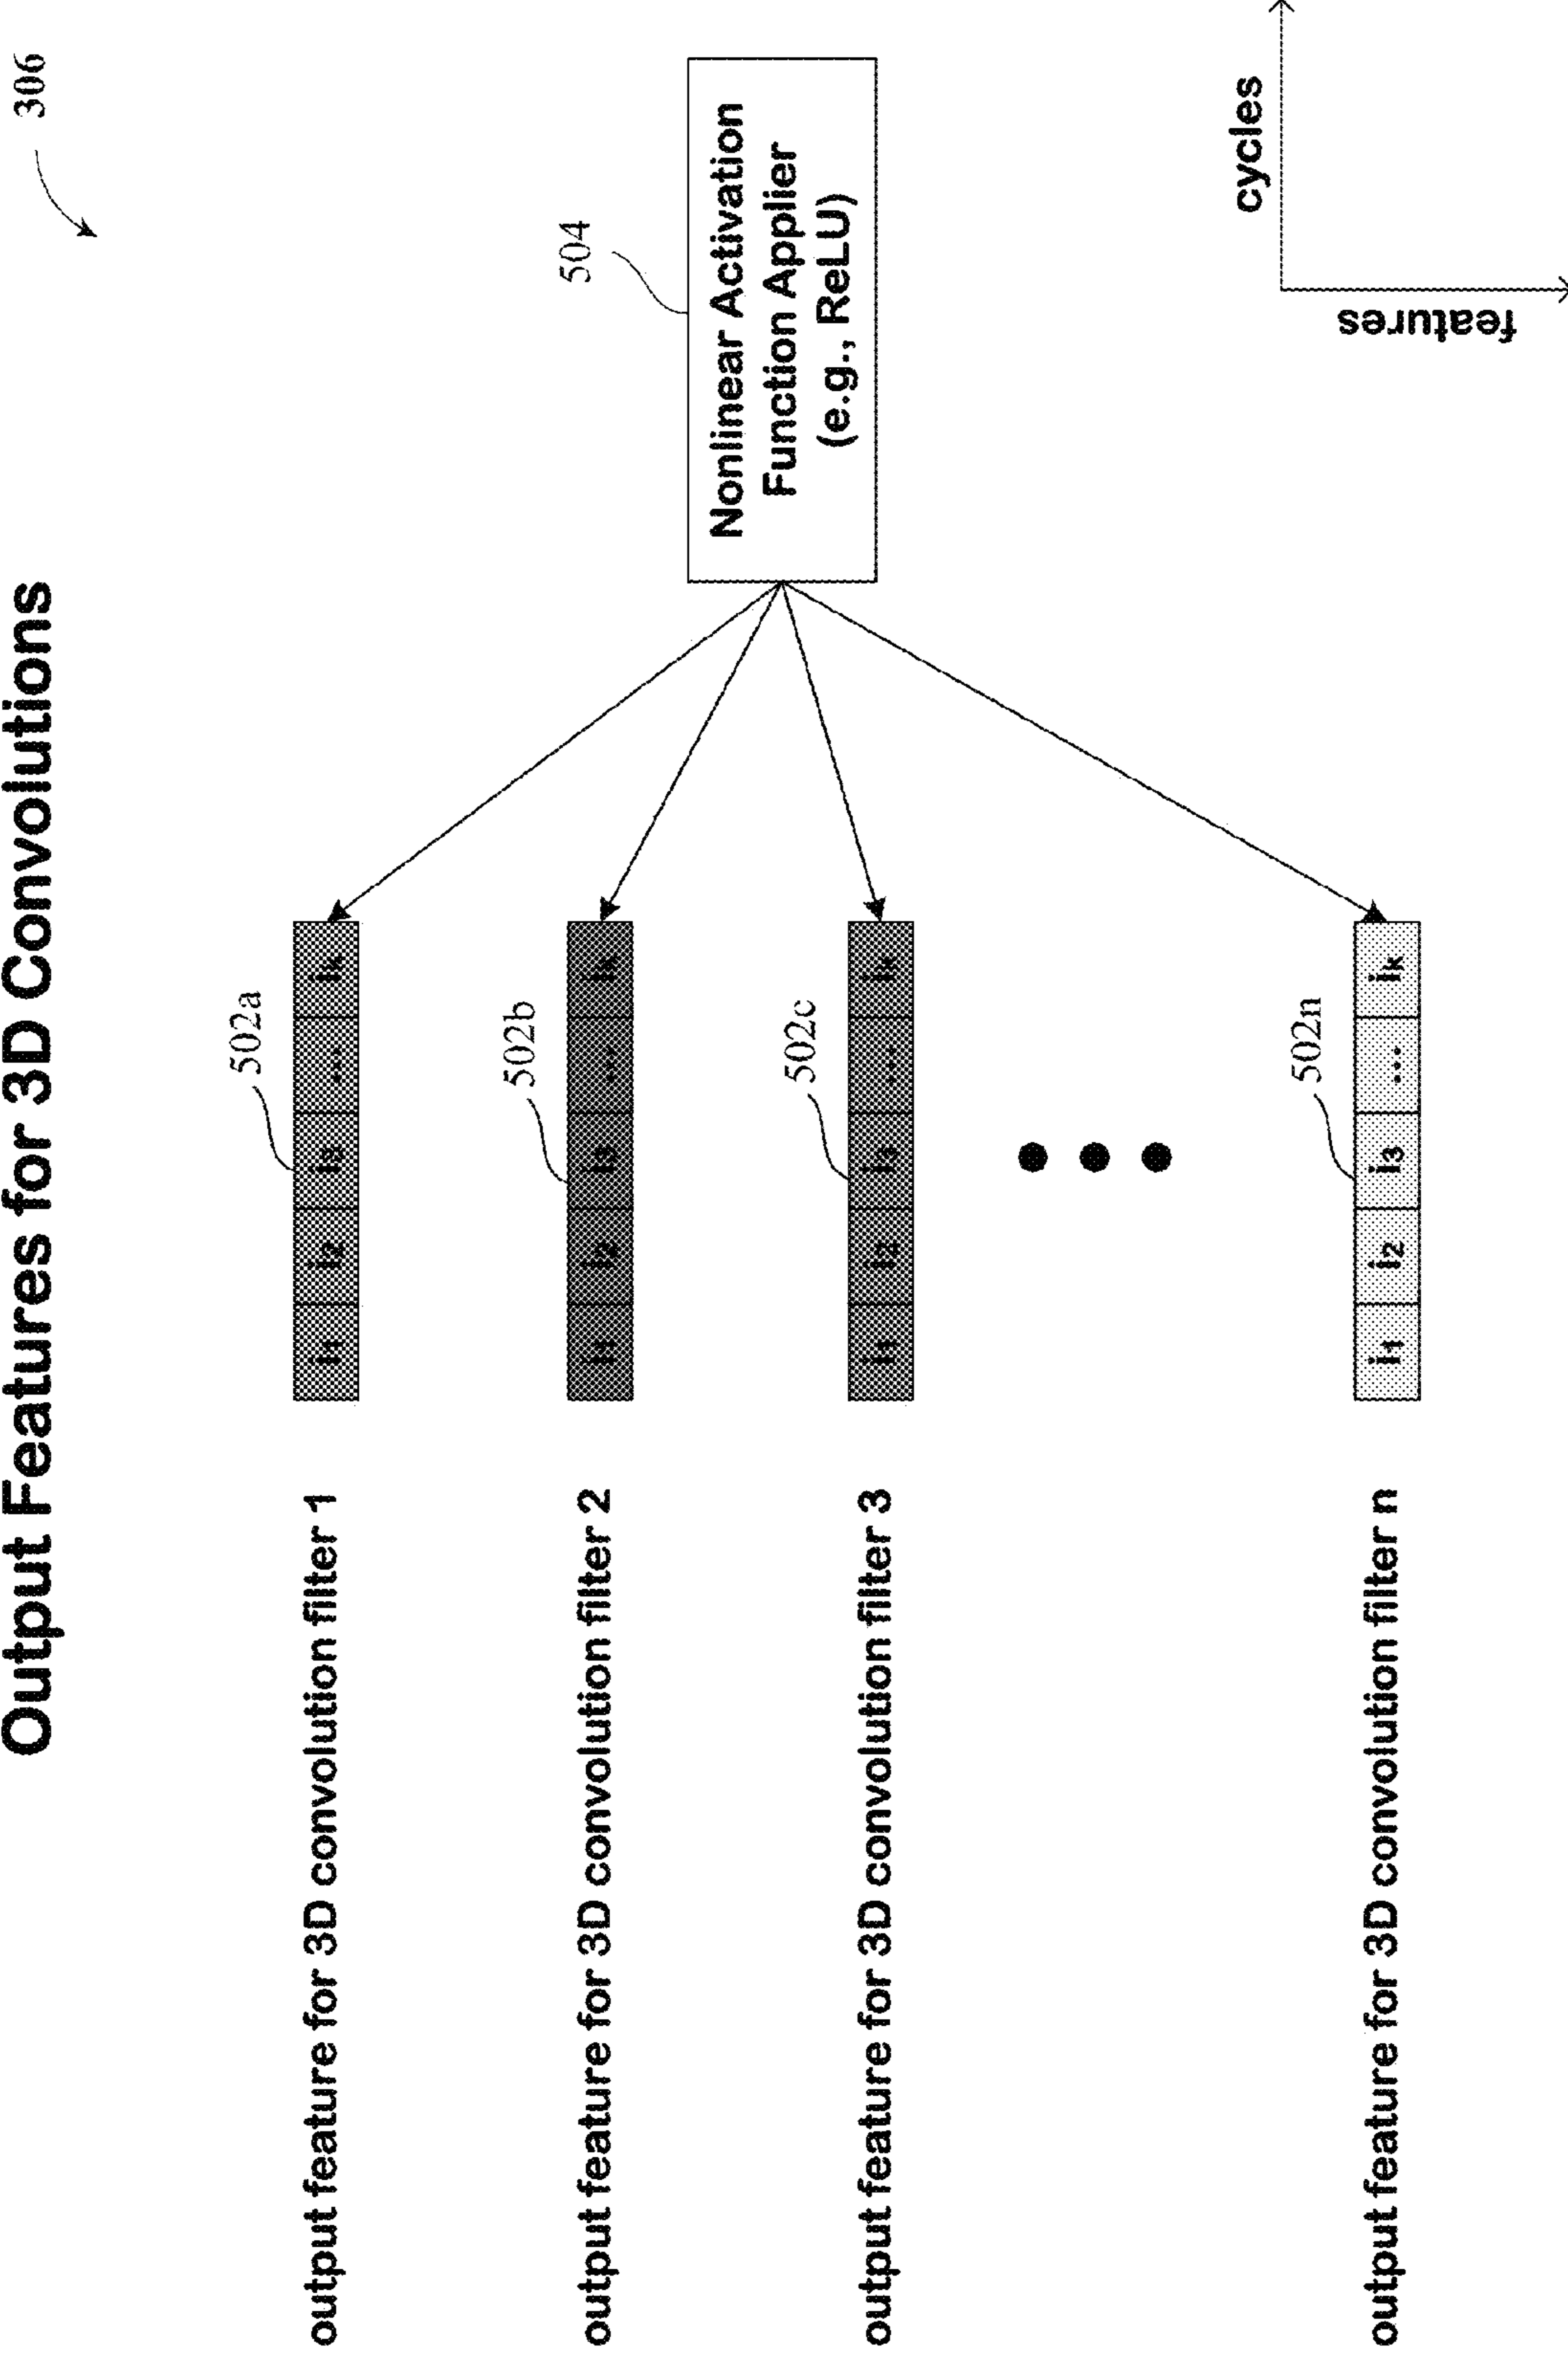 Output Features for 3D Convolutions
306
502a
output feature for 3D convolution filter 1
i1 i2 i3 ... ik
504
Nonlinear Activation
Function Applier
(e.g., ReLU)
502b
output feature for 3D convolution filter 2
i1 i2 i3 ... ik
502c
output feature for 3D convolution filter 3
i1 i2 i3 ... ik
502n
output feature for 3D convolution filter n
i1 i2 i3 ... ik
cycles
features